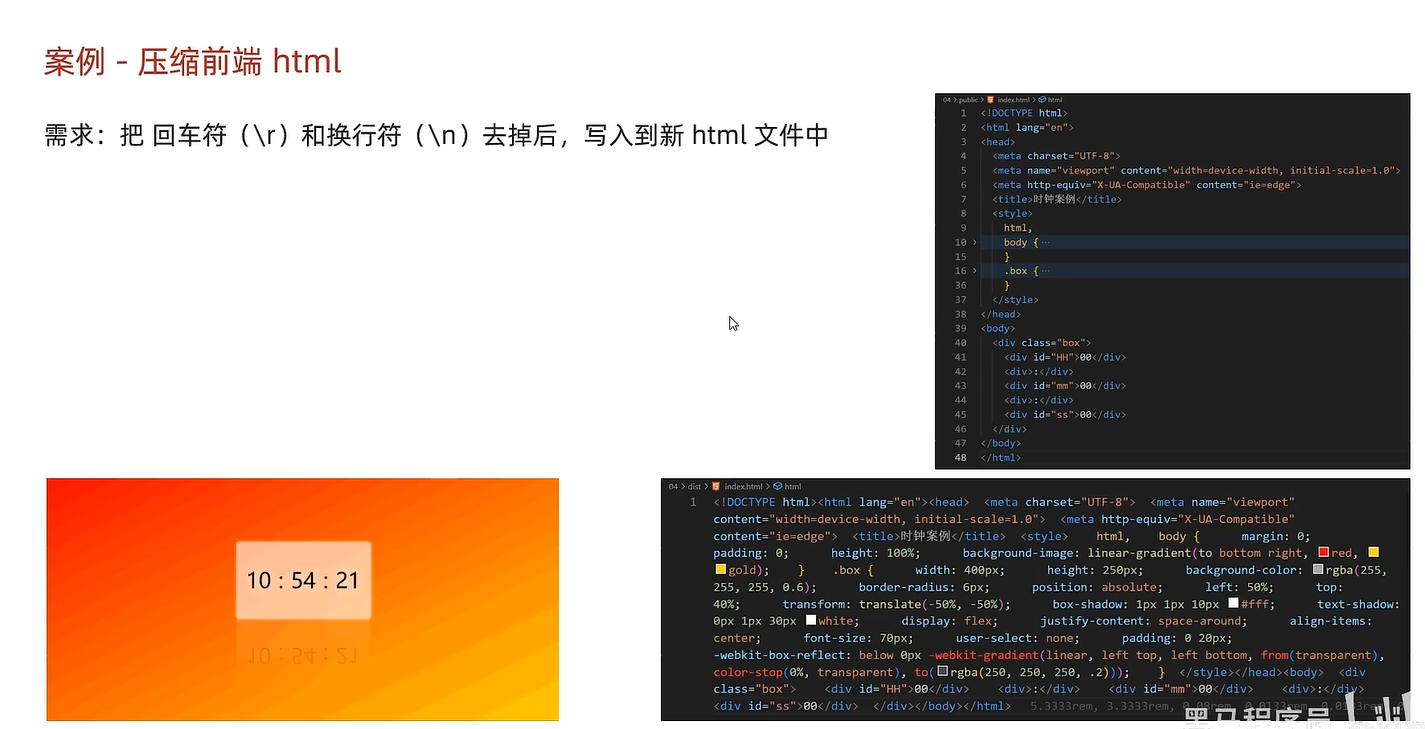 案例 - 压缩前端 html
需求：把 回车符（\r）和换行符（\n）去掉后，写入到新 html 文件中
04 > public > index.html > html
1 <!DOCTYPE html>
2 <html lang="en">
3 <head>
4 <meta charset="UTF-8">
5 <meta name="viewport" content="width=device-width, initial-scale=1.0">
6 <meta http-equiv="X-UA-Compatible" content="ie=edge">
7 <title>时钟案例</title>
8 <style>
9 html,
10 > body { ···
15 }
16 > .box { ···
36 }
37 </style>
38 </head>
39 <body>
40 <div class="box">
41 <div id="HH">00</div>
42 <div>:</div>
43 <div id="mm">00</div>
44 <div>:</div>
45 <div id="ss">00</div>
46 </div>
47 </body>
48 </html>
10 : 54 : 21
10 : 54 : 21
04 > dist > index.html > html
1 <!DOCTYPE html><html lang="en"><head> <meta charset="UTF-8"> <meta name="viewport"
content="width=device-width, initial-scale=1.0"> <meta http-equiv="X-UA-Compatible"
content="ie=edge"> <title>时钟案例</title> <style> html, body { margin: 0;
padding: 0; height: 100%; background-image: linear-gradient(to bottom right, red,
gold); } .box { width: 400px; height: 250px; background-color: rgba(255,
255, 255, 0.6); border-radius: 6px; position: absolute; left: 50%; top:
40%; transform: translate(-50%, -50%); box-shadow: 1px 1px 10px #fff; text-shadow:
0px 1px 30px white; display: flex; justify-content: space-around; align-items:
center; font-size: 70px; user-select: none; padding: 0 20px;
-webkit-box-reflect: below 0px -webkit-gradient(linear, left top, left bottom, from(transparent),
color-stop(0%, transparent), to(rgba(250, 250, 250, .2))); } </style></head><body> <div
class="box"> <div id="HH">00</div> <div>:</div> <div id="mm">00</div> <div>:</div>
<div id="ss">00</div> </div></body></html> 5.3333rem, 3.3333rem, 0.08rem, 0.0133rem,
黑马程序员